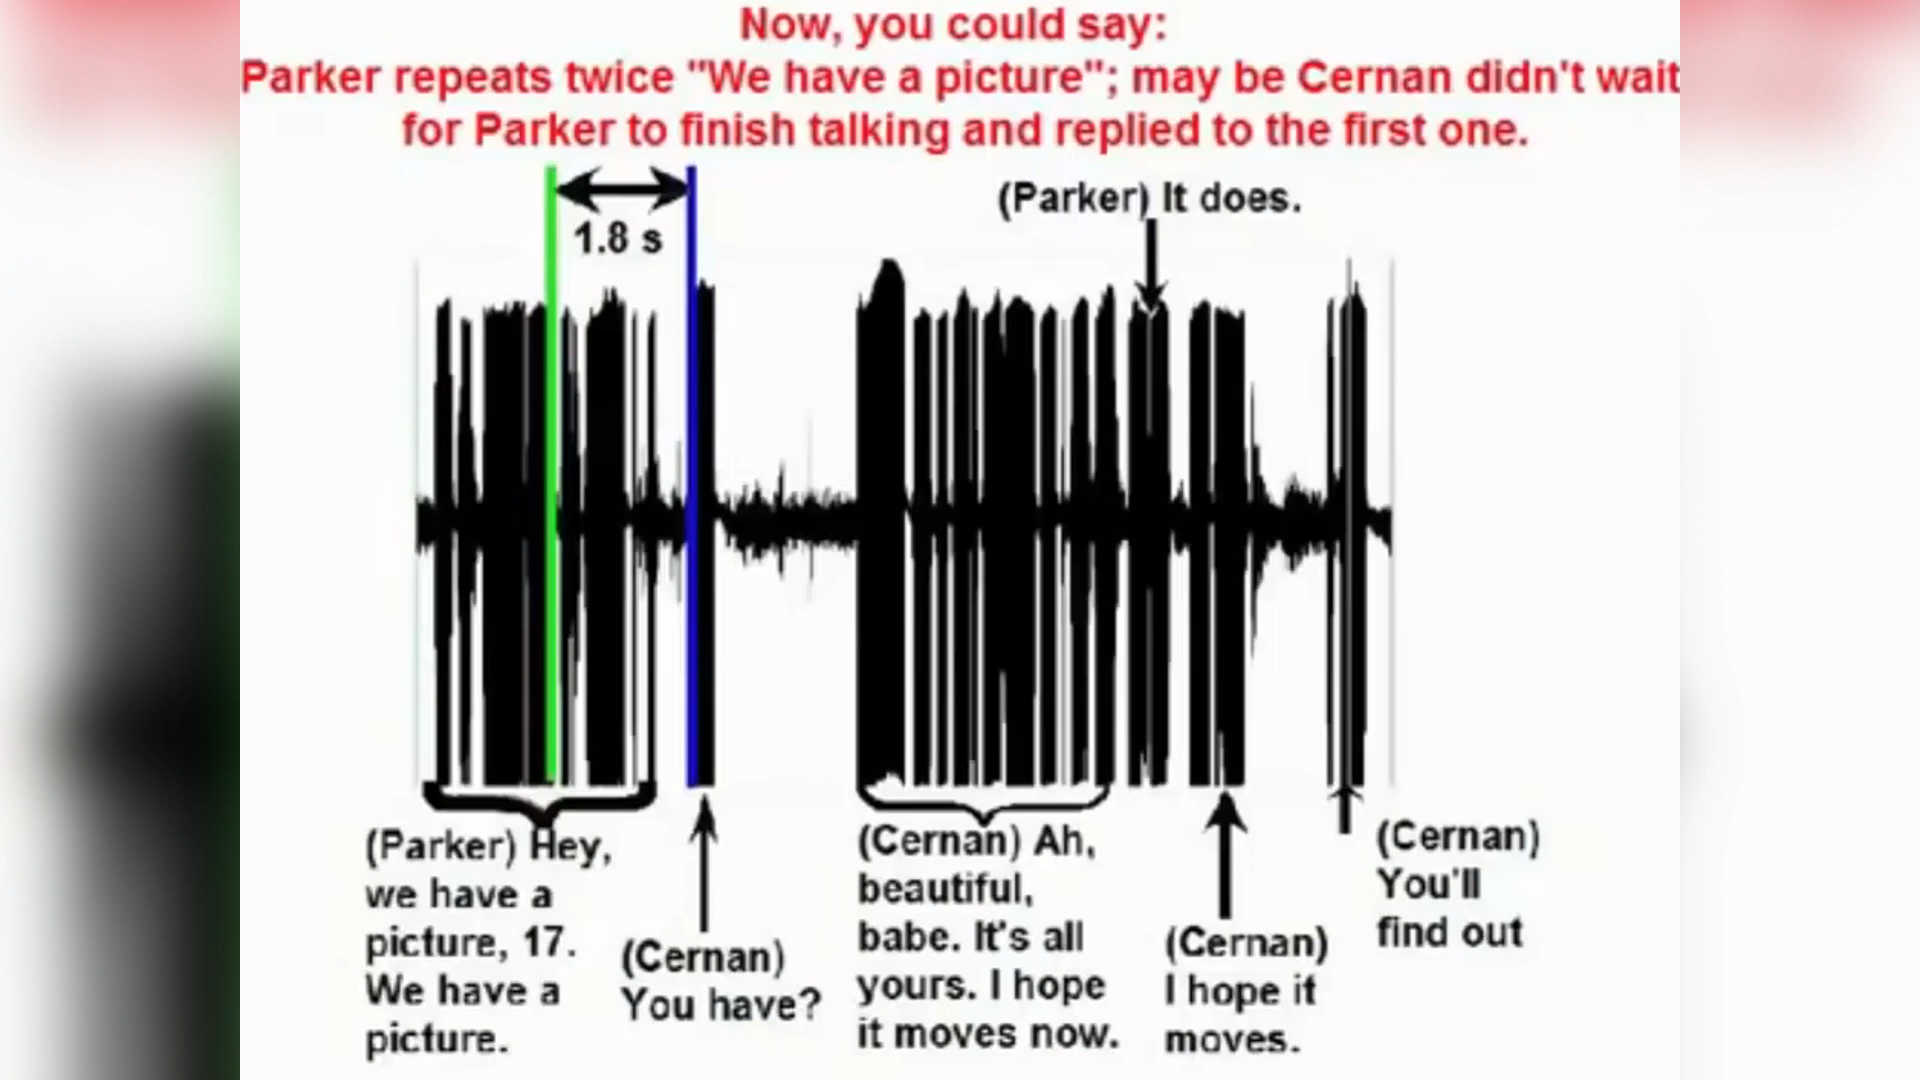 Now, you could say:
Parker repeats twice "We have a picture"; may be Cernan didn't wait
for Parker to finish talking and replied to the first one.
1.8 s
(Parker) It does.
(Parker) Hey,
we have a
picture, 17.
We have a
picture.
(Cernan)
You have?
(Cernan) Ah,
beautiful,
babe. It's all
yours. I hope
it moves now.
(Cernan)
I hope it
moves.
(Cernan)
You'll
find out